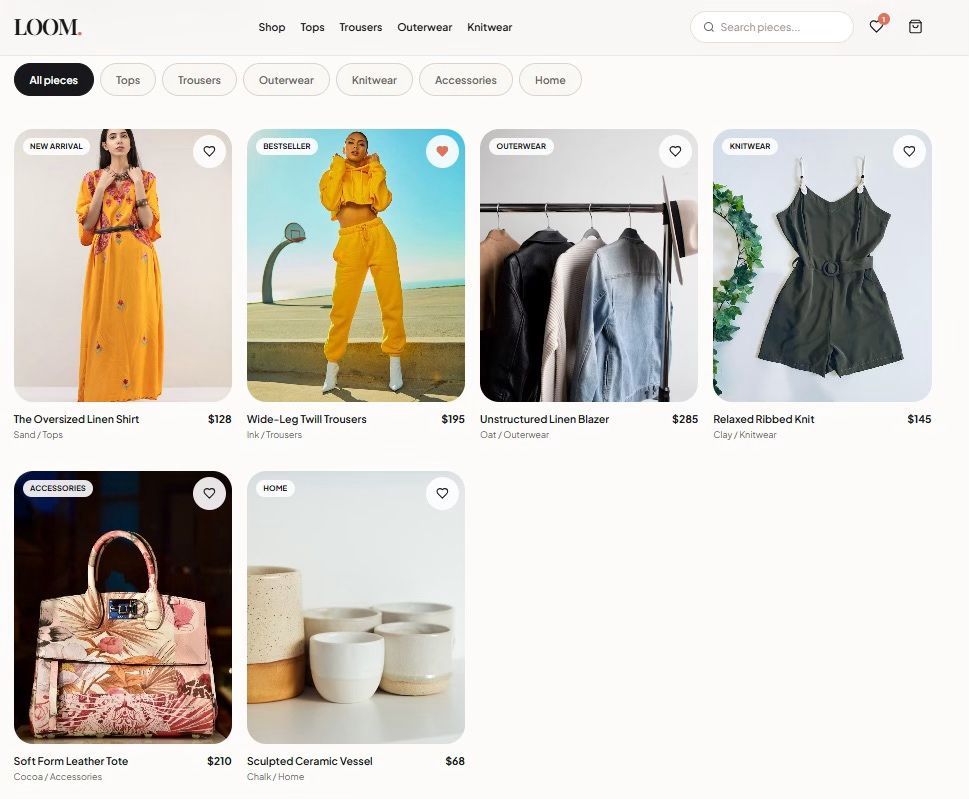 LOOM.
Shop Tops Trousers Outerwear Knitwear
Search pieces...
1
All pieces Tops Trousers Outerwear Knitwear Accessories Home
NEW ARRIVAL
BESTSELLER
OUTERWEAR
KNITWEAR
The Oversized Linen Shirt $128
Sand / Tops
Wide-Leg Twill Trousers $195
Ink / Trousers
Unstructured Linen Blazer $285
Oat / Outerwear
Relaxed Ribbed Knit $145
Clay / Knitwear
ACCESSORIES
HOME
Soft Form Leather Tote $210
Cocoa / Accessories
Sculpted Ceramic Vessel $68
Chalk / Home